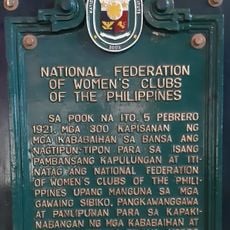 NATIONAL FEDERATION
OF WOMEN'S CLUBS
OF THE PHILIPPINES
SA POOK NA ITO, 5 PEBRERO
1921, MGA 300 KAPISANAN NG
MGA KABABAIHAN SA BANSA ANG
NAGTIPUN-TIPON PARA SA ISANG
PAMBANSANG KAPULUNGAN AT ITI-
NATAG ANG NATIONAL FEDERATION
OF WOMEN'S CLUBS OF THE PHILI-
PPINES UPANG MANGUNA SA MGA
GAWAING SIBIKO, PANGKAWANGGAWA
AT PANLIPUNAN PARA SA KAPAKI-
NABANGAN NG MGA KABABAIHAN AT